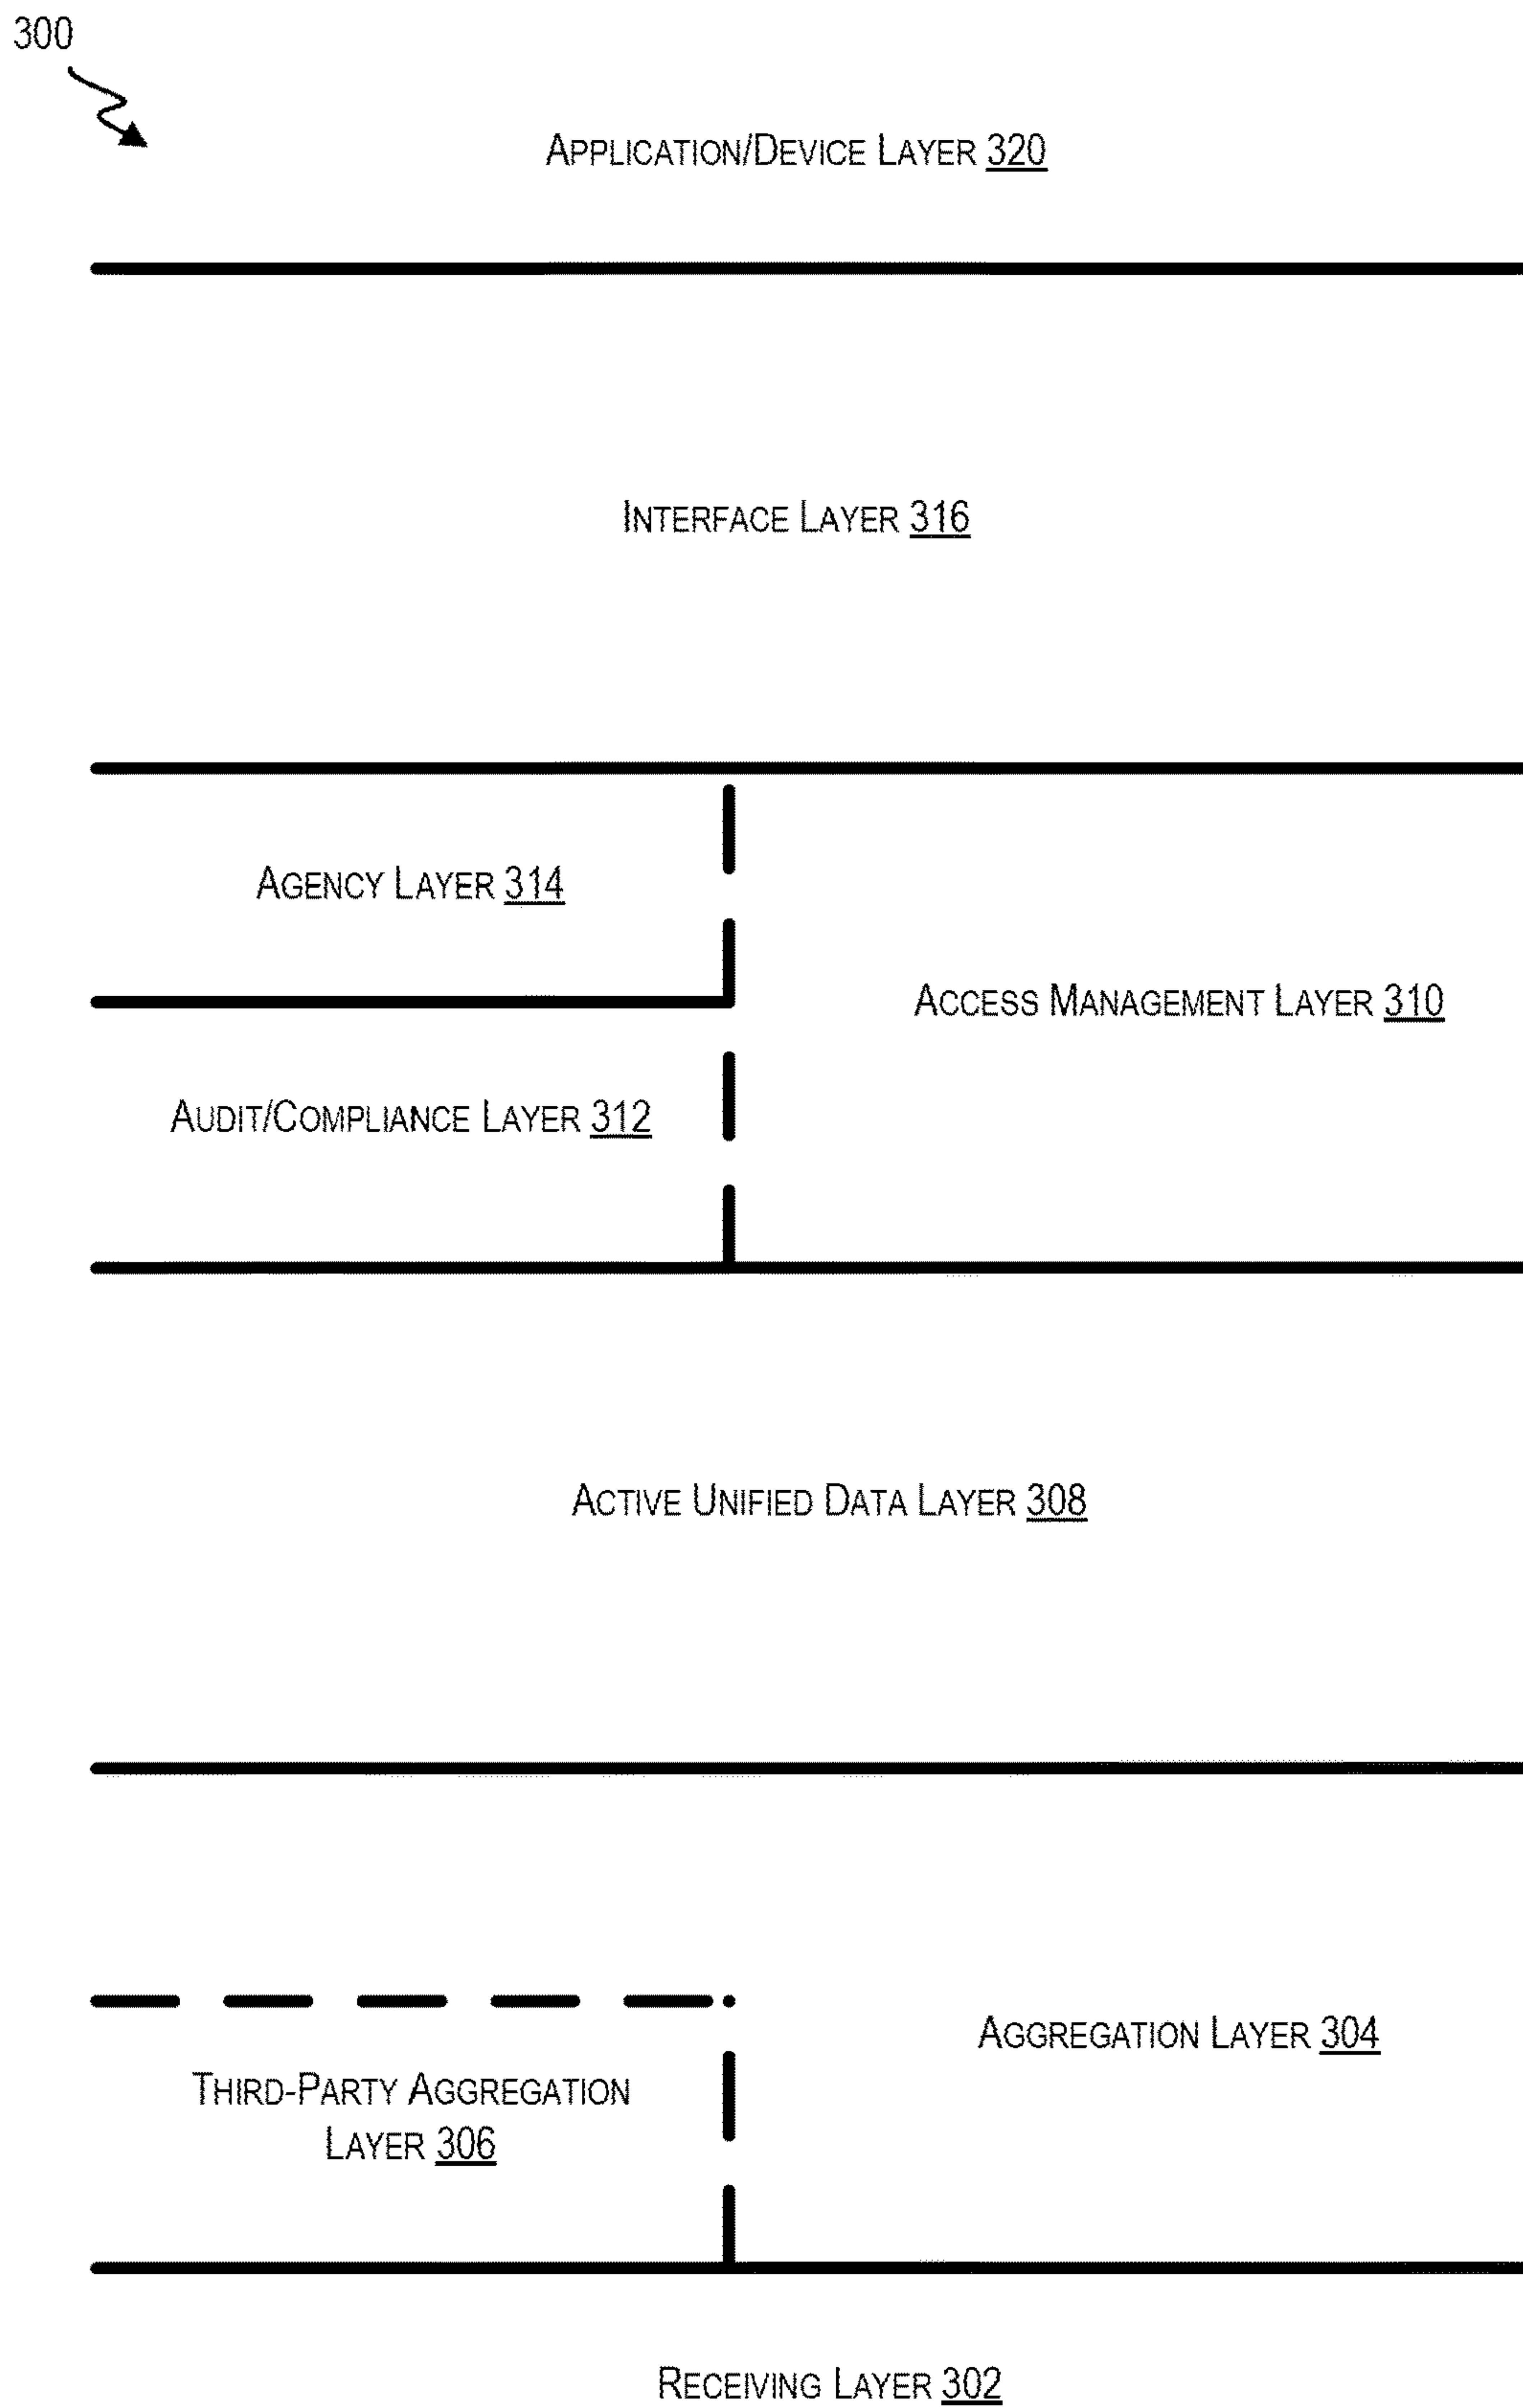 300
APPLICATION/DEVICE LAYER 320
INTERFACE LAYER 316
AGENCY LAYER 314
ACCESS MANAGEMENT LAYER 310
AUDIT/COMPLIANCE LAYER 312
ACTIVE UNIFIED DATA LAYER 308
AGGREGATION LAYER 304
THIRD-PARTY AGGREGATION
LAYER 306
RECEIVING LAYER 302